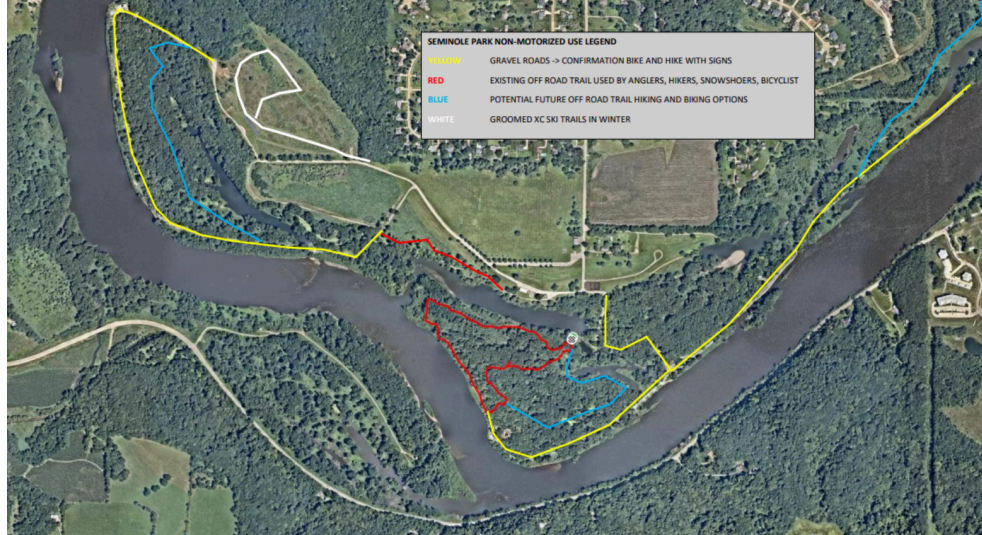 SEMINOLE PARK NON-MOTORIZED USE LEGEND
YELLOW GRAVEL ROADS -> CONFIRMATION BIKE AND HIKE WITH SIGNS
RED EXISTING OFF ROAD TRAIL USED BY ANGLERS, HIKERS, SNOWSHOERS, BICYCLIST
BLUE POTENTIAL FUTURE OFF ROAD TRAIL HIKING AND BIKING OPTIONS
WHITE GROOMED XC SKI TRAILS IN WINTER